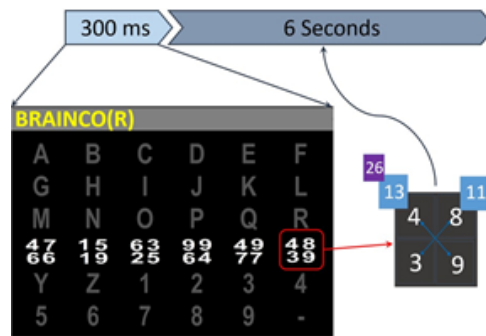 300 ms 6 Seconds
BRAINCO(R)
A B C D E F
G H I J K L
M N O P Q R
47 15 63 99 49 48
66 19 25 64 77 39
Y Z 1 2 3 4
5 6 7 8 9 -
26
13 11
4 8
3 9